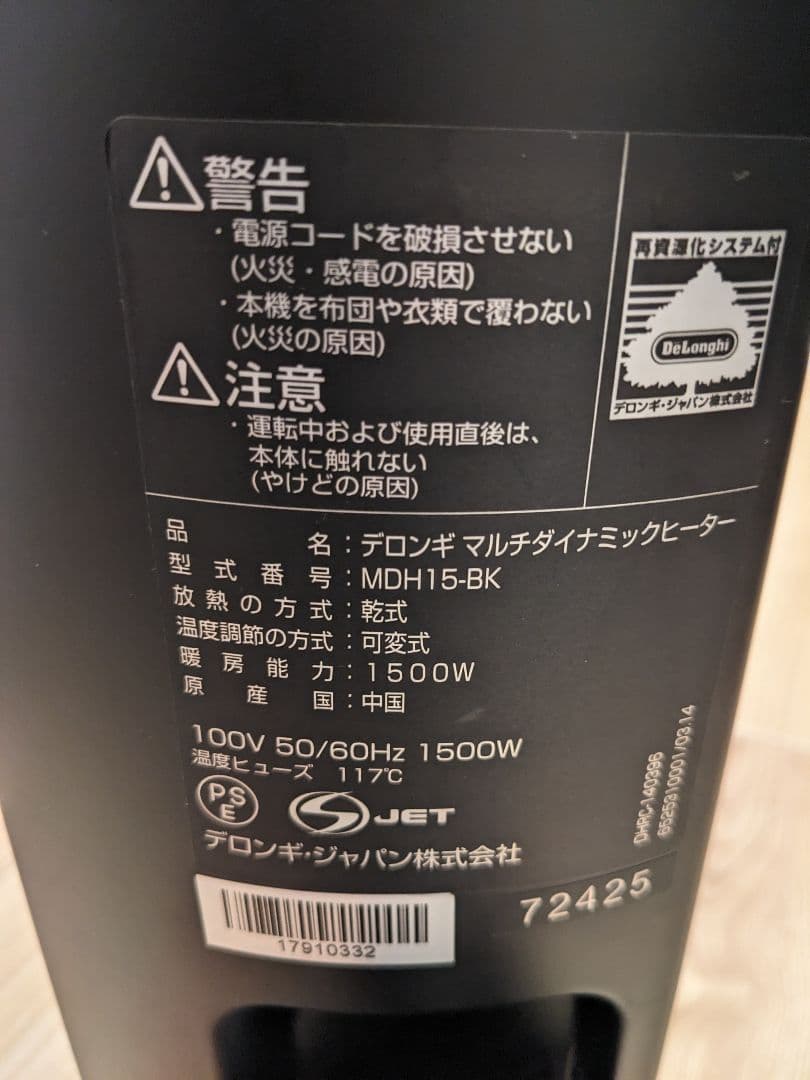 警告
・電源コードを破損させない
(火災・感電の原因)
・本機を布団や衣類で覆わない
(火災の原因)
注意
・運転中および使用直後は、
本体に触れない
(やけどの原因)
再資源化システム付
DeLonghi
デロンギ・ジャパン株式会社
品名：デロンギ マルチダイナミックヒーター
型式番号：MDH15-BK
放熱の方式：乾式
温度調節の方式：可変式
暖房能力：1500W
原産国：中国
100V 50/60Hz 1500W
温度ヒューズ 117℃
PSE
S JET
デロンギ・ジャパン株式会社
DHRC-140396
6525310001/03.14
17910332
72425